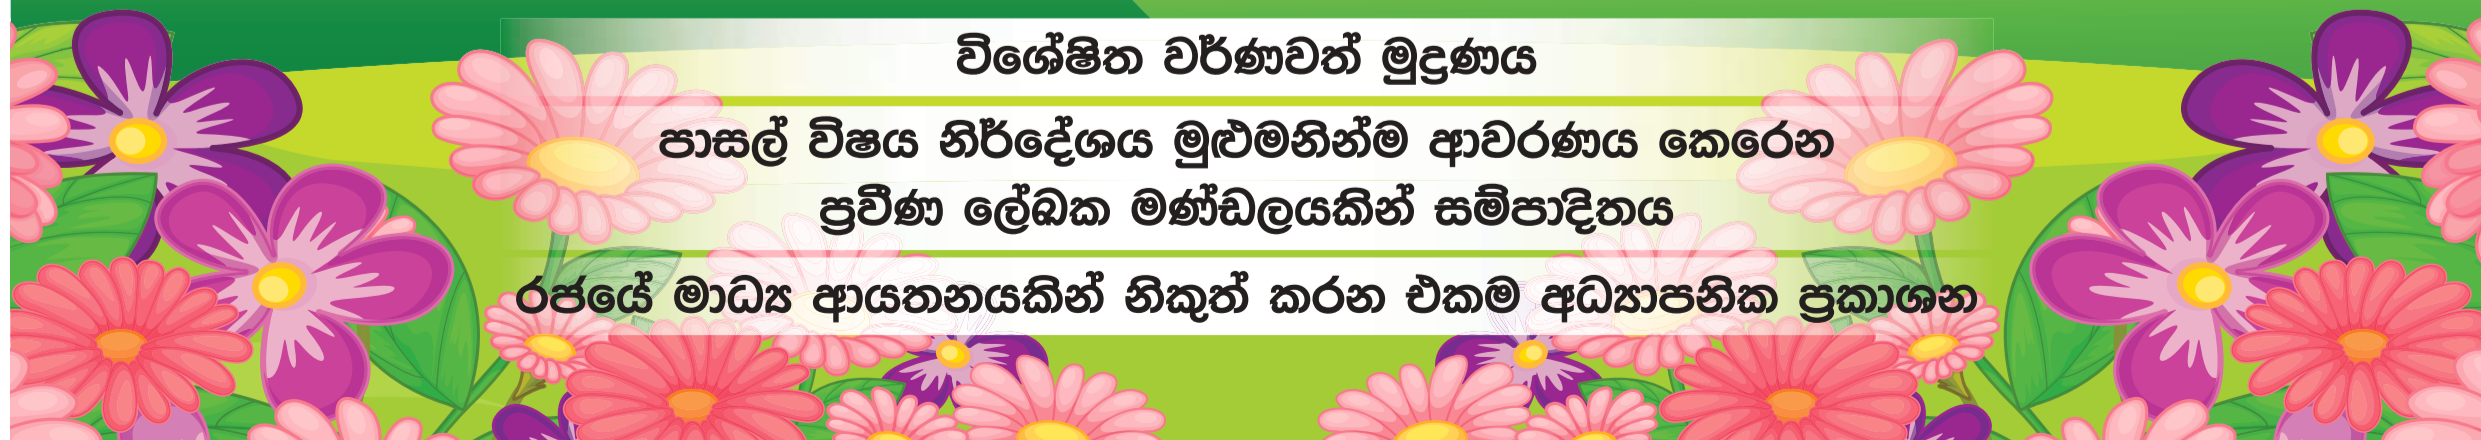 විශේෂිත වර්ණවත් මුද්‍රණය
පාසල් විෂය නිර්දේශය මුළුමනින්ම ආවරණය කෙරෙන
ප්‍රවීණ ලේඛක මණ්ඩලයකින් සම්පාදිතය
රජයේ මාධ්‍ය ආයතනයකින් නිකුත් කරන එකම අධ්‍යාපනික ප්‍රකාශන